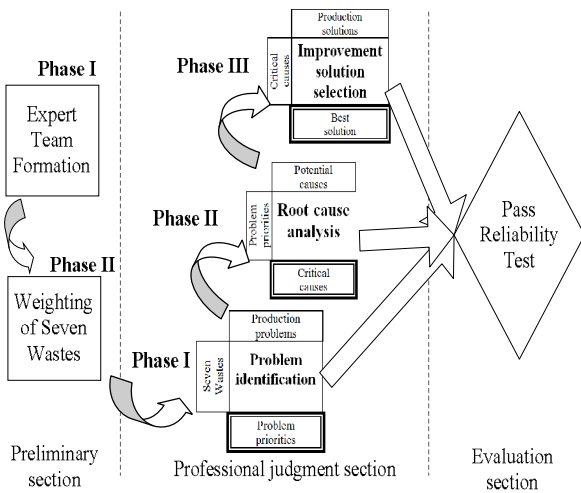 Phase I
Expert
Team
Formation
Phase II
Weighting
of Seven
Wastes
Preliminary
section
Phase III
Production
solutions
Critical
causes
Improvement
solution
selection
Best
solution
Phase II
Potential
causes
Problem
priorities
Root cause
analysis
Critical
causes
Phase I
Production
problems
Seven
Wastes
Problem
identification
Problem
priorities
Professional judgment section
Pass
Reliability
Test
Evaluation
section